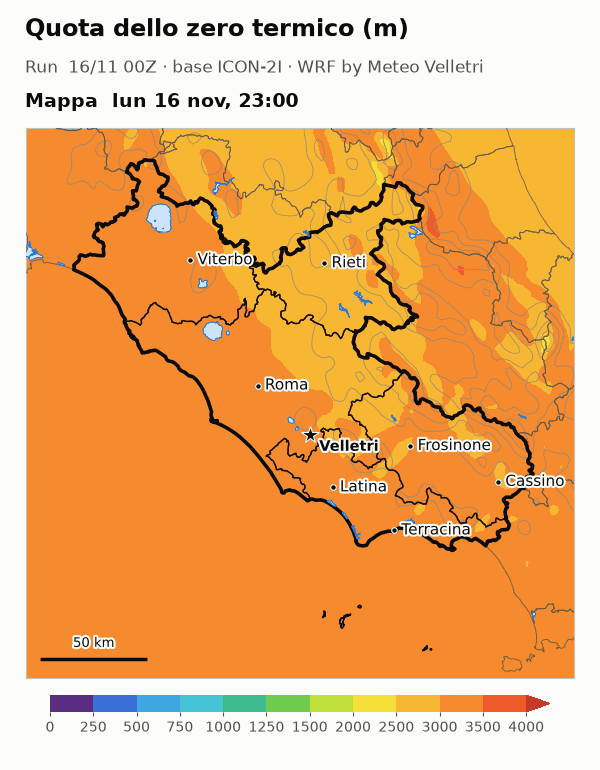 Quota dello zero termico (m)
Run  16/11 00Z · base ICON-2I · WRF by Meteo Velletri
Mappa  lun 16 nov, 23:00
Viterbo
Rieti
Roma
Velletri
Frosinone
Cassino
Latina
Terracina
50 km
0 250 500 750 1000 1250 1500 2000 2500 3000 3500 4000